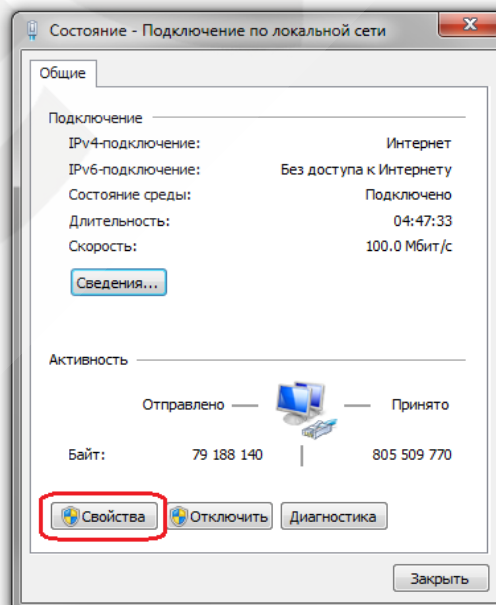 Состояние - Подключение по локальной сети
Общие
Подключение
IPv4-подключение: Интернет
IPv6-подключение: Без доступа к Интернету
Состояние среды: Подключено
Длительность: 04:47:33
Скорость: 100.0 Мбит/с
Сведения...
Активность
Отправлено — Принято
Байт: 79 188 140 805 509 770
Свойства Отключить Диагностика
Закрыть